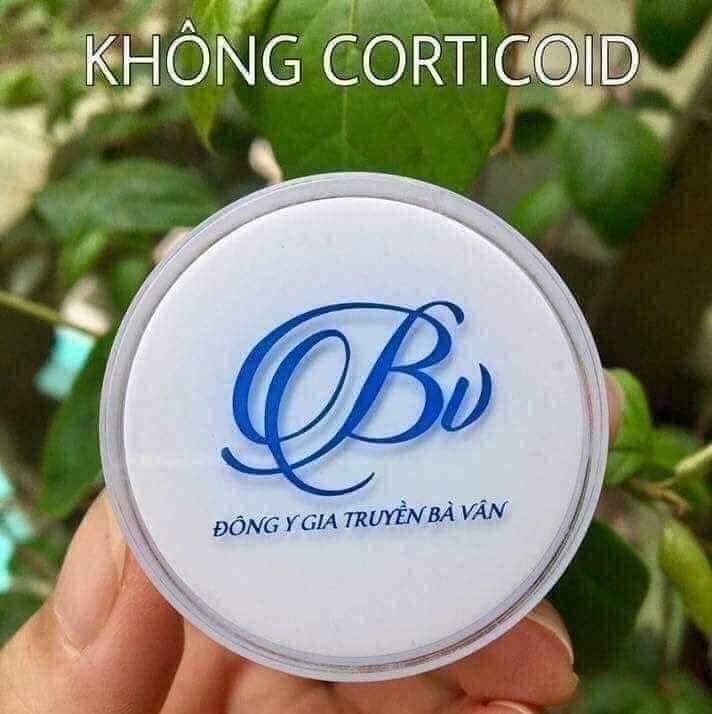 KHÔNG CORTICOID
Bv
ĐÔNG Y GIA TRUYỀN BÀ VÂN